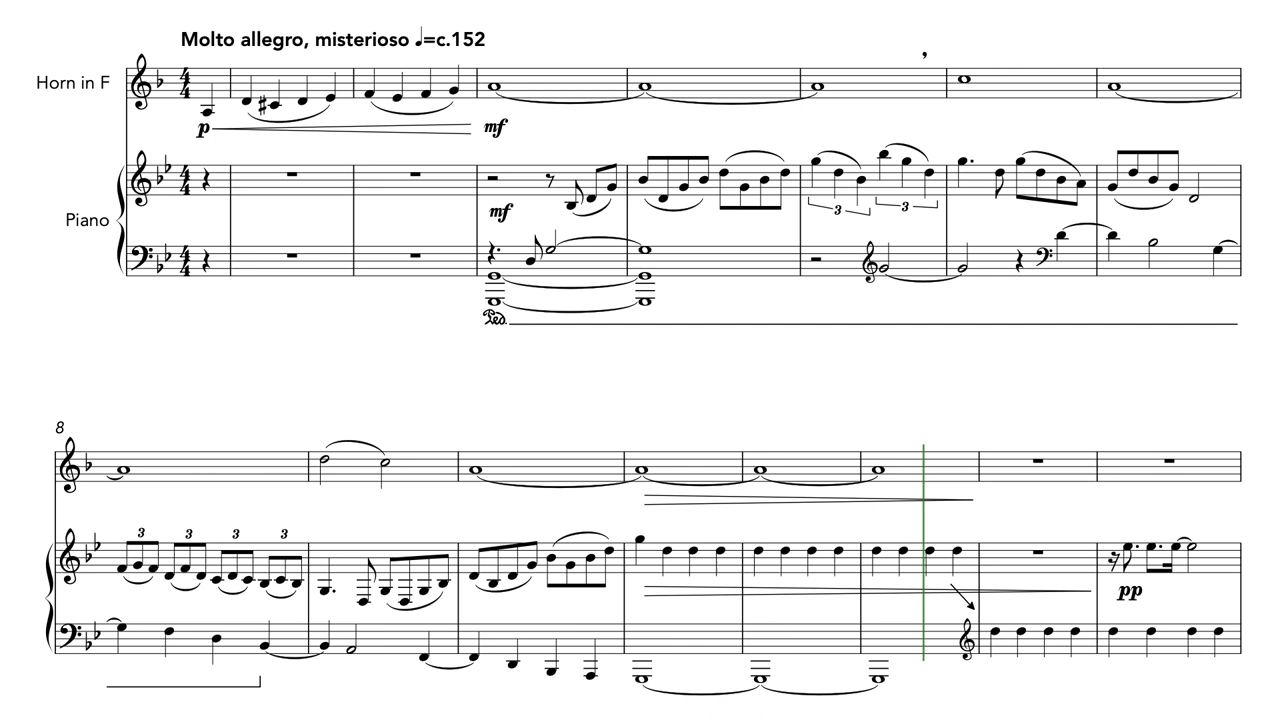 Molto allegro, misterioso ♩=c.152
Horn in F
p
mf
mf
3 3
Piano
Ped.
8
3 3 3 3
pp